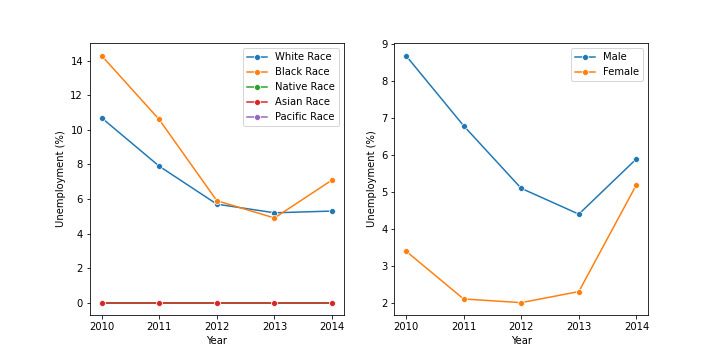 14
12
10
8
6
4
2
0
Unemployment (%)
2010 2011 2012 2013 2014
Year
White Race
Black Race
Native Race
Asian Race
Pacific Race
9
8
7
6
5
4
3
2
Unemployment (%)
2010 2011 2012 2013 2014
Year
Male
Female